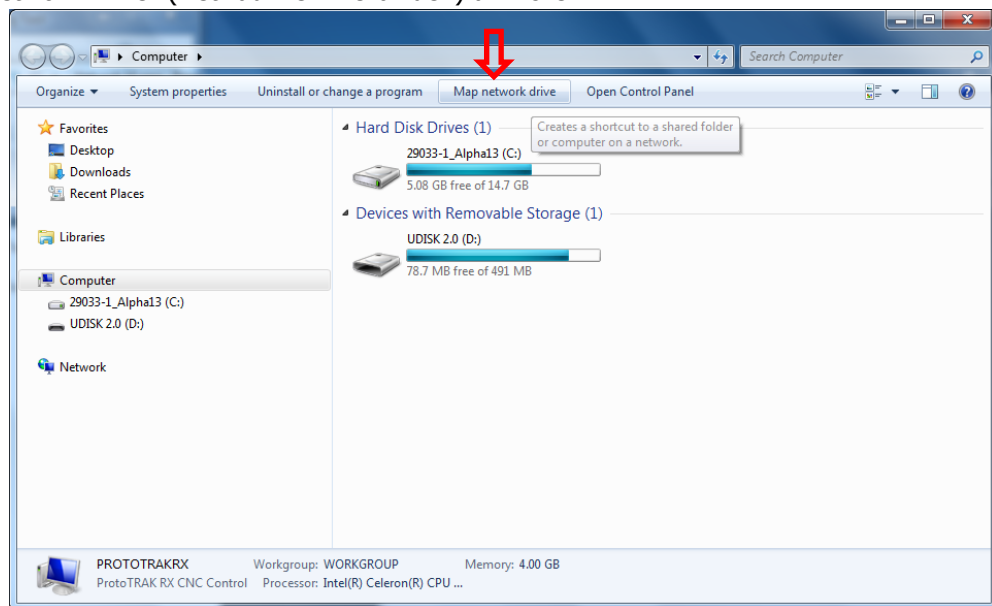 Computer
Search Computer
Organize System properties Uninstall or change a program Map network drive Open Control Panel
Creates a shortcut to a shared folder
or computer on a network.
Favorites
Desktop
Downloads
Recent Places
Libraries
Computer
29033-1_Alpha13 (C:)
UDISK 2.0 (D:)
Network
Hard Disk Drives (1)
29033-1_Alpha13 (C:)
5.08 GB free of 14.7 GB
Devices with Removable Storage (1)
UDISK 2.0 (D:)
78.7 MB free of 491 MB
PROTOTRAKRX Workgroup: WORKGROUP Memory: 4.00 GB
ProtoTRAK RX CNC Control Processor: Intel(R) Celeron(R) CPU ...